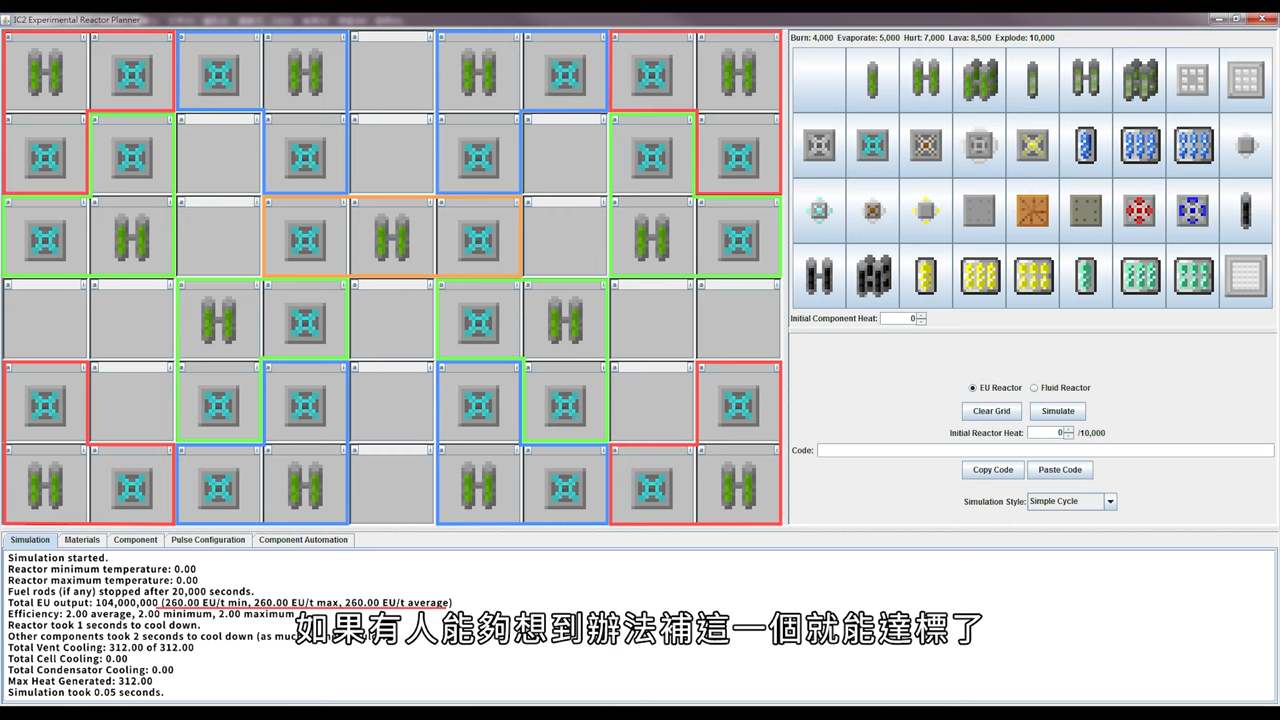 IC2 Experimental Reactor Planner
Burn: 4,000 Evaporate: 5,000 Hurt: 7,000 Lava: 8,500 Explode: 10,000
Initial Component Heat: 0
EU Reactor Fluid Reactor
Clear Grid Simulate
Initial Reactor Heat: 0 /10,000
Code:
Copy Code Paste Code
Simulation Style: Simple Cycle
Simulation Materials Component Pulse Configuration Component Automation
Simulation started.
Reactor minimum temperature: 0.00
Reactor maximum temperature: 0.00
Fuel rods (if any) stopped after 20,000 seconds.
Total EU output: 104,000,000 (260.00 EU/t min, 260.00 EU/t max, 260.00 EU/t average)
Efficiency: 2.00 average, 2.00 minimum, 2.00 maximum
Reactor took 1 seconds to cool down.
Other components took 2 seconds to cool down (as much
Total Vent Cooling: 312.00 of 312.00
Total Cell Cooling: 0.00
Total Condensator Cooling: 0.00
Max Heat Generated: 312.00
Simulation took 0.05 seconds.
如果有人能夠想到辦法補這一個就能達標了